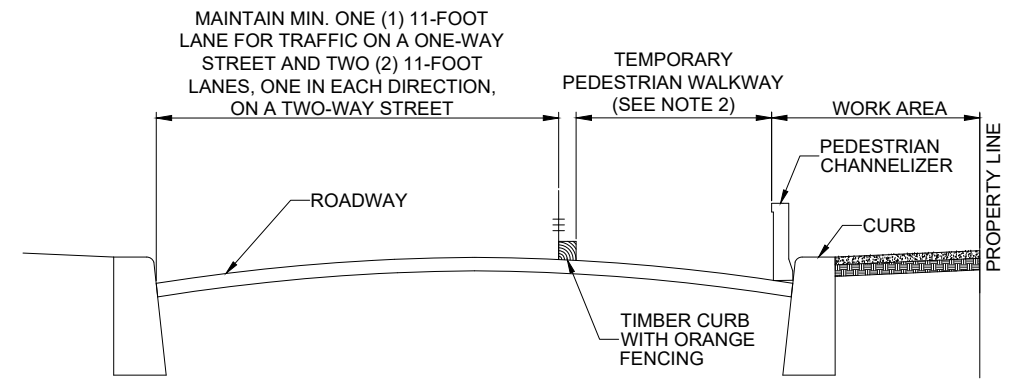 MAINTAIN MIN. ONE (1) 11-FOOT
LANE FOR TRAFFIC ON A ONE-WAY
STREET AND TWO (2) 11-FOOT
LANES, ONE IN EACH DIRECTION,
ON A TWO-WAY STREET
TEMPORARY
PEDESTRIAN WALKWAY
(SEE NOTE 2)
WORK AREA
PEDESTRIAN
CHANNELIZER
PROPERTY LINE
ROADWAY
CURB
TIMBER CURB
WITH ORANGE
FENCING